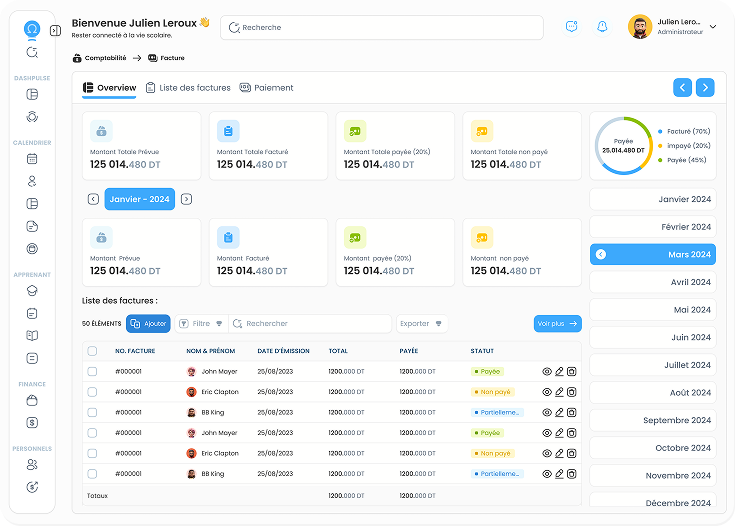 Bienvenue Julien Leroux
Rester connecté à la vie scolaire.
Recherche
Julien Lero...
Administrateur
Comptabilité
Facture
DASHPULSE
CALENDRIER
APPRENANT
FINANCE
PERSONNELS
Overview
Liste des factures
Paiement
Montant Totale Prévue
125 014.480 DT
Montant Totale Facturé
125 014.480 DT
Montant Totale payée (20%)
125 014.480 DT
Montant Totale non payé
125 014.480 DT
Payée
25.014.480 DT
Facturé (70%)
impayé (20%)
Payée (45%)
Janvier - 2024
Montant Prévue
125 014.480 DT
Montant Facturé
125 014.480 DT
Montant payée (20%)
125 014.480 DT
Montant non payé
125 014.480 DT
Janvier 2024
Février 2024
Mars 2024
Avril 2024
Mai 2024
Juin 2024
Juillet 2024
Août 2024
Septembre 2024
Octobre 2024
Novembre 2024
Décembre 2024
Liste des factures :
50 ÉLÉMENTS
Ajouter
Filtre
Rechercher
Exporter
Voir plus
NO. FACTURE NOM & PRÉNOM DATE D'ÉMISSION TOTAL PAYÉE STATUT
#000001 John Mayer 25/08/2023 1200.000 DT 1200.000 DT Payée
#000001 Eric Clapton 25/08/2023 1200.000 DT 1200.000 DT Non payé
#000001 BB King 25/08/2023 1200.000 DT 1200.000 DT Partielleme...
#000001 John Mayer 25/08/2023 1200.000 DT 1200.000 DT Payée
#000001 Eric Clapton 25/08/2023 1200.000 DT 1200.000 DT Non payé
#000001 BB King 25/08/2023 1200.000 DT 1200.000 DT Partielleme...
Totaux 1200.000 DT 1200.000 DT